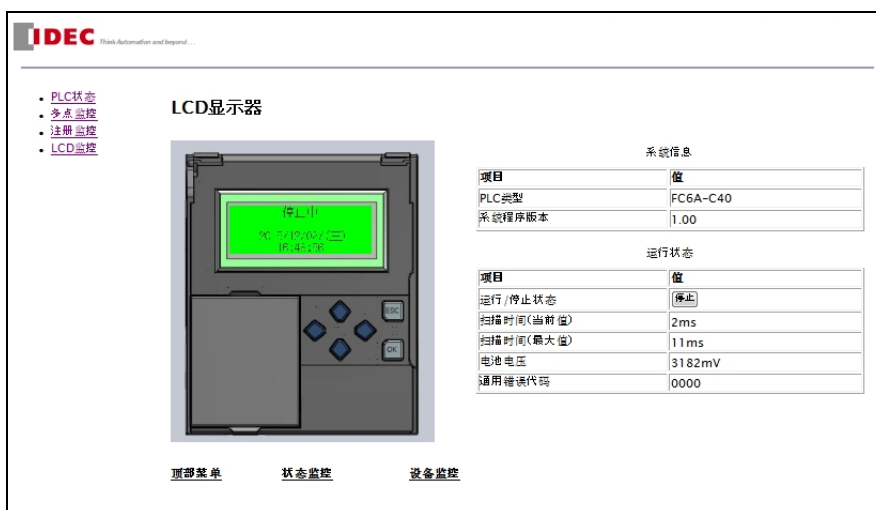 IDEC Think Automation and beyond . . .
PLC状态
多点监控
注册监控
LCD监控
LCD显示器
停止中
ESC
OK
顶部菜单
状态监控
设备监控
系统信息
项目 值
PLC类型 FC6A-C40
系统程序版本 1.00
运行状态
项目 值
运行/停止状态 停止
扫描时间(当前值) 2ms
扫描时间(最大值) 11ms
电池电压 3182mV
通用错误代码 0000